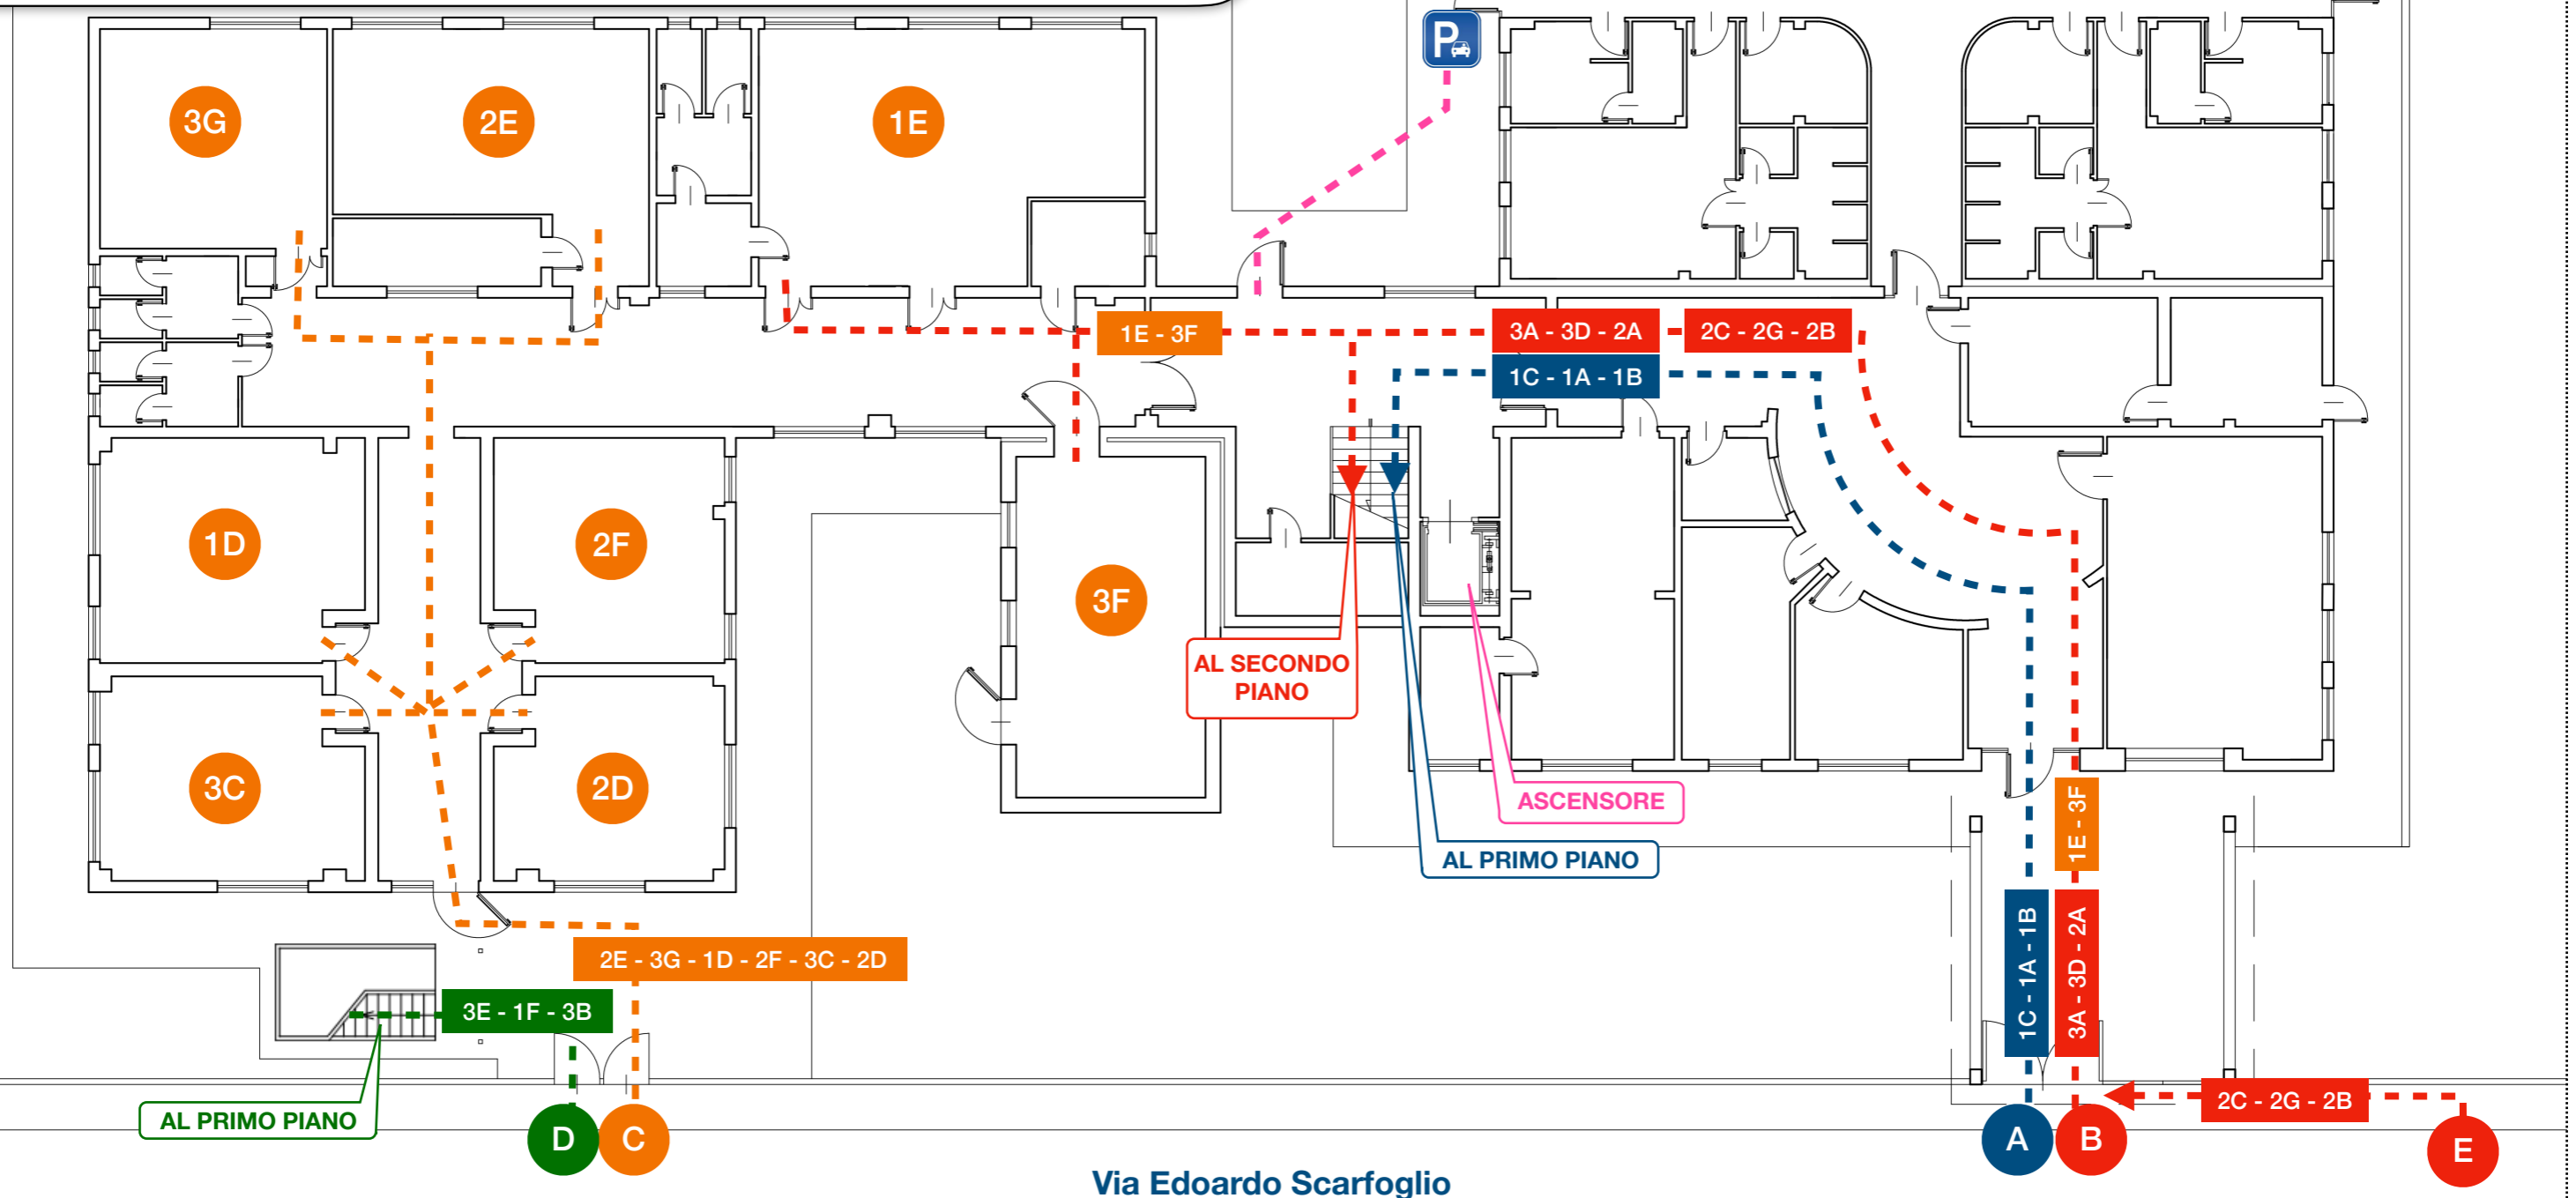 P
3G
2E
1E
1E - 3F
3A - 3D - 2A
2C - 2G - 2B
1C - 1A - 1B
1D
2F
3F
AL SECONDO
PIANO
3C
2D
ASCENSORE
AL PRIMO PIANO
1E - 3F
1C - 1A - 1B
3A - 3D - 2A
2E - 3G - 1D - 2F - 3C - 2D
3E - 1F - 3B
2C - 2G - 2B
AL PRIMO PIANO
D
C
A
B
E
Via Edoardo Scarfoglio